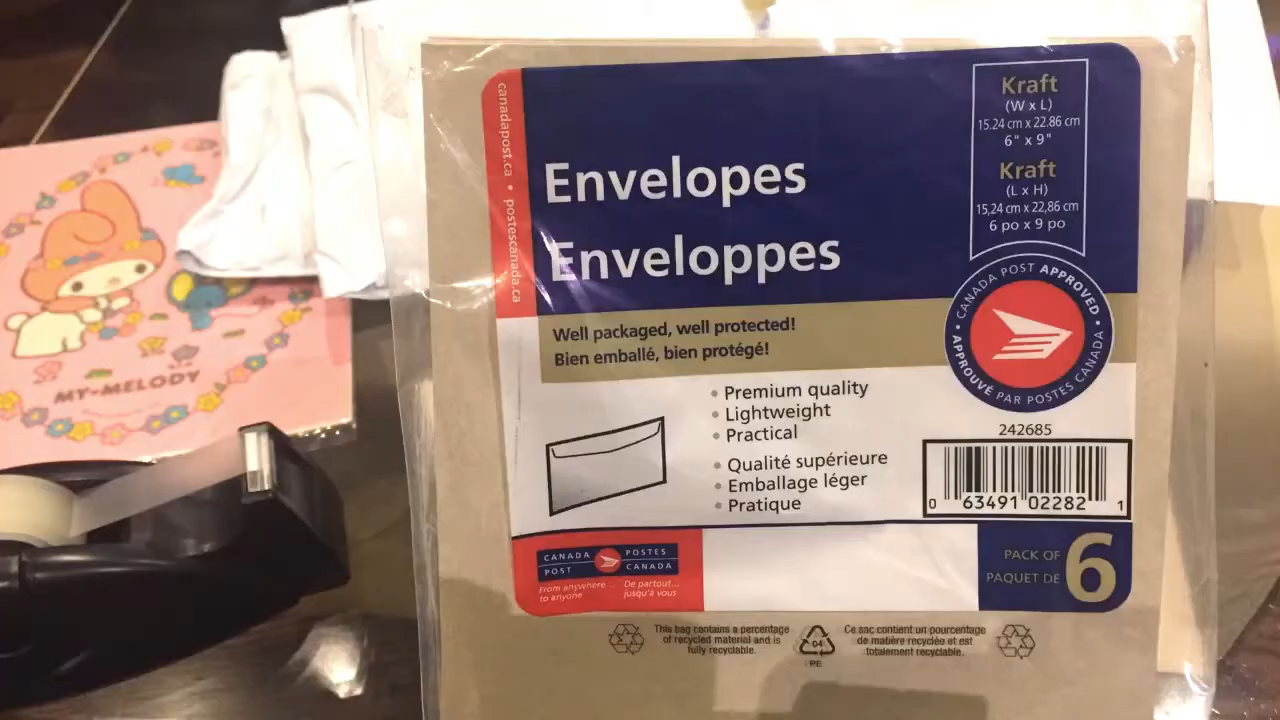 canadapost.ca • postescanada.ca
Envelopes
Enveloppes
Kraft
(W x L)
15.24 cm x 22.86 cm
6" x 9"
Kraft
(L x H)
15,24 cm x 22,86 cm
6 po x 9 po
• CANADA POST APPROVED •
APPROUVÉ PAR POSTES CANADA
Well packaged, well protected!
Bien emballé, bien protégé!
• Premium quality
• Lightweight
• Practical
• Qualité supérieure
• Emballage léger
• Pratique
242685
0 63491 02282 1
CANADA POST
POSTES CANADA
From anywhere...
to anyone
De partout...
jusqu'à vous
PACK OF
PAQUET DE
6
This bag contains a percentage
of recycled material and is
fully recyclable.
04
PE
Ce sac contient un pourcentage
de matière recyclée et est
totalement recyclable.
MY-MELODY